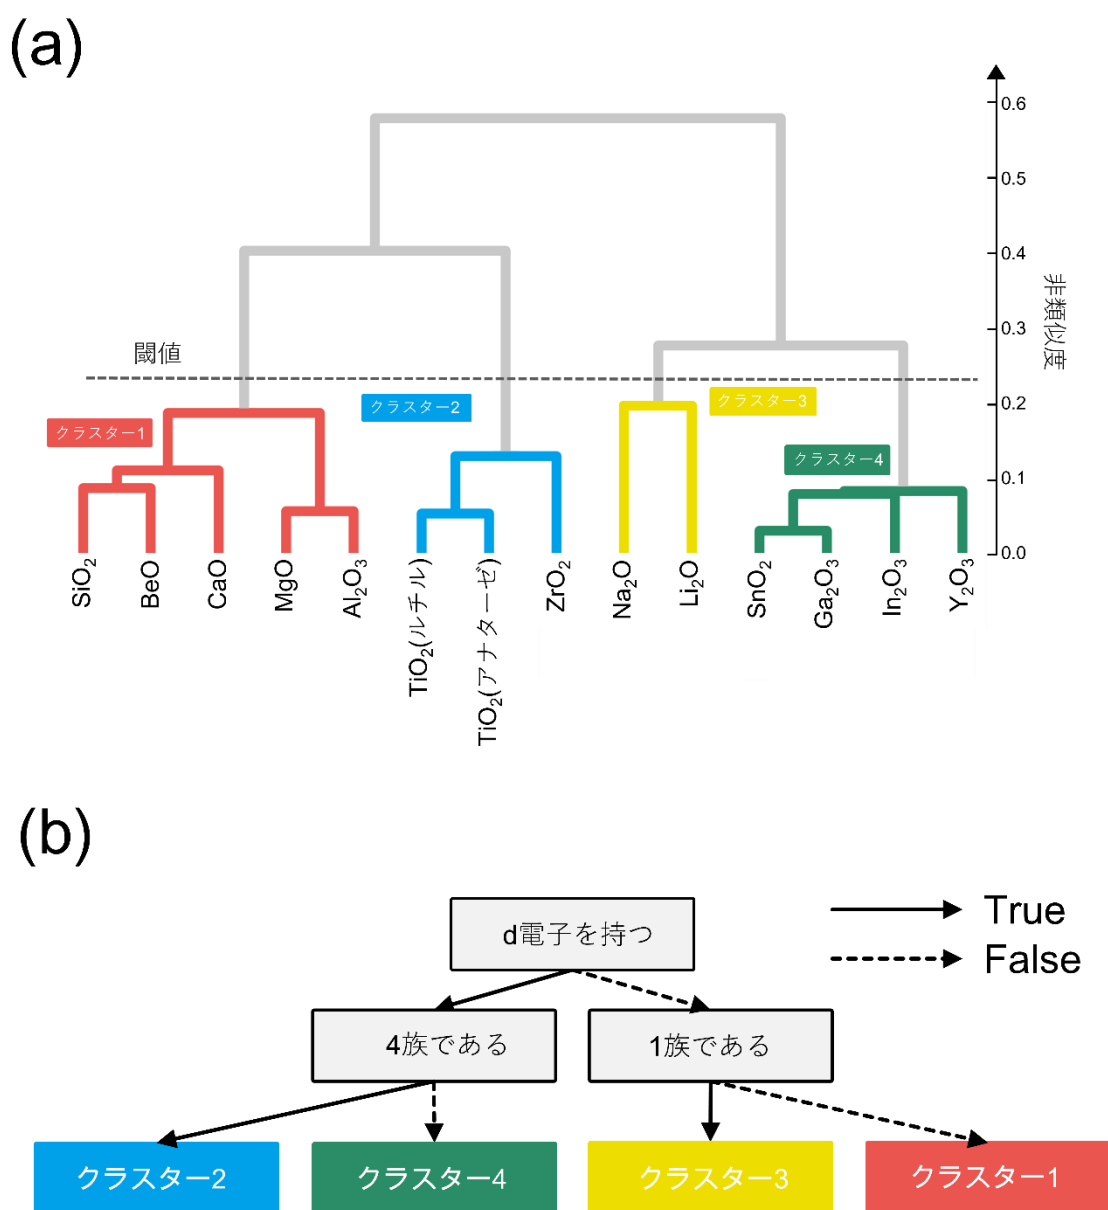 (a)
0.6
0.5
0.4
0.3
0.2
0.1
0.0
非類似度
閾値
クラスター1
クラスター2
クラスター3
クラスター4
SiO₂
BeO
CaO
MgO
Al₂O₃
TiO₂(ルチル)
TiO₂(アナターゼ)
ZrO₂
Na₂O
Li₂O
SnO₂
Ga₂O₃
In₂O₃
Y₂O₃
(b)
d電子を持つ
True
False
4族である
1族である
クラスター2
クラスター4
クラスター3
クラスター1